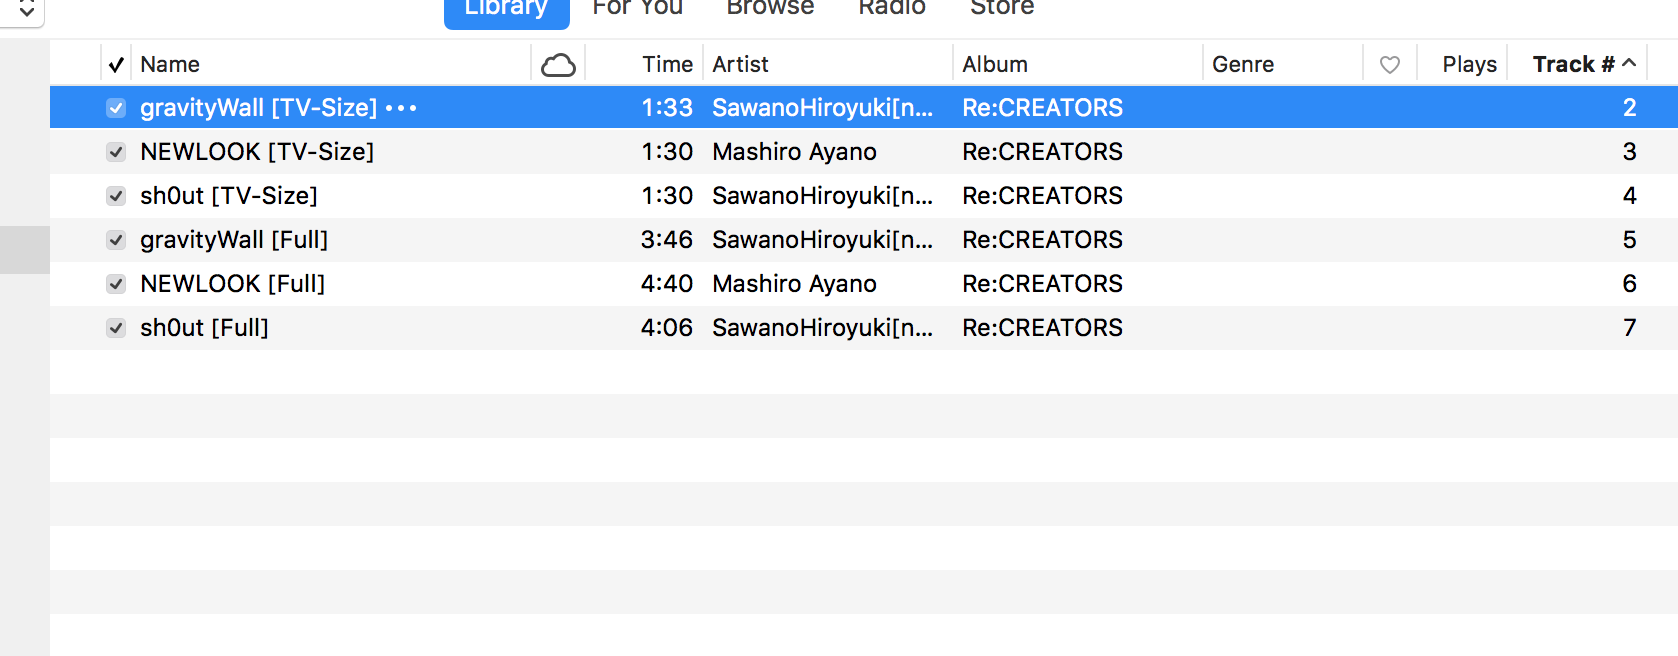 Library For You Browse Radio Store
Name Time Artist Album Genre Plays Track #
gravityWall [TV-Size] ••• 1:33 SawanoHiroyuki[n... Re:CREATORS 2
NEWLOOK [TV-Size] 1:30 Mashiro Ayano Re:CREATORS 3
sh0ut [TV-Size] 1:30 SawanoHiroyuki[n... Re:CREATORS 4
gravityWall [Full] 3:46 SawanoHiroyuki[n... Re:CREATORS 5
NEWLOOK [Full] 4:40 Mashiro Ayano Re:CREATORS 6
sh0ut [Full] 4:06 SawanoHiroyuki[n... Re:CREATORS 7